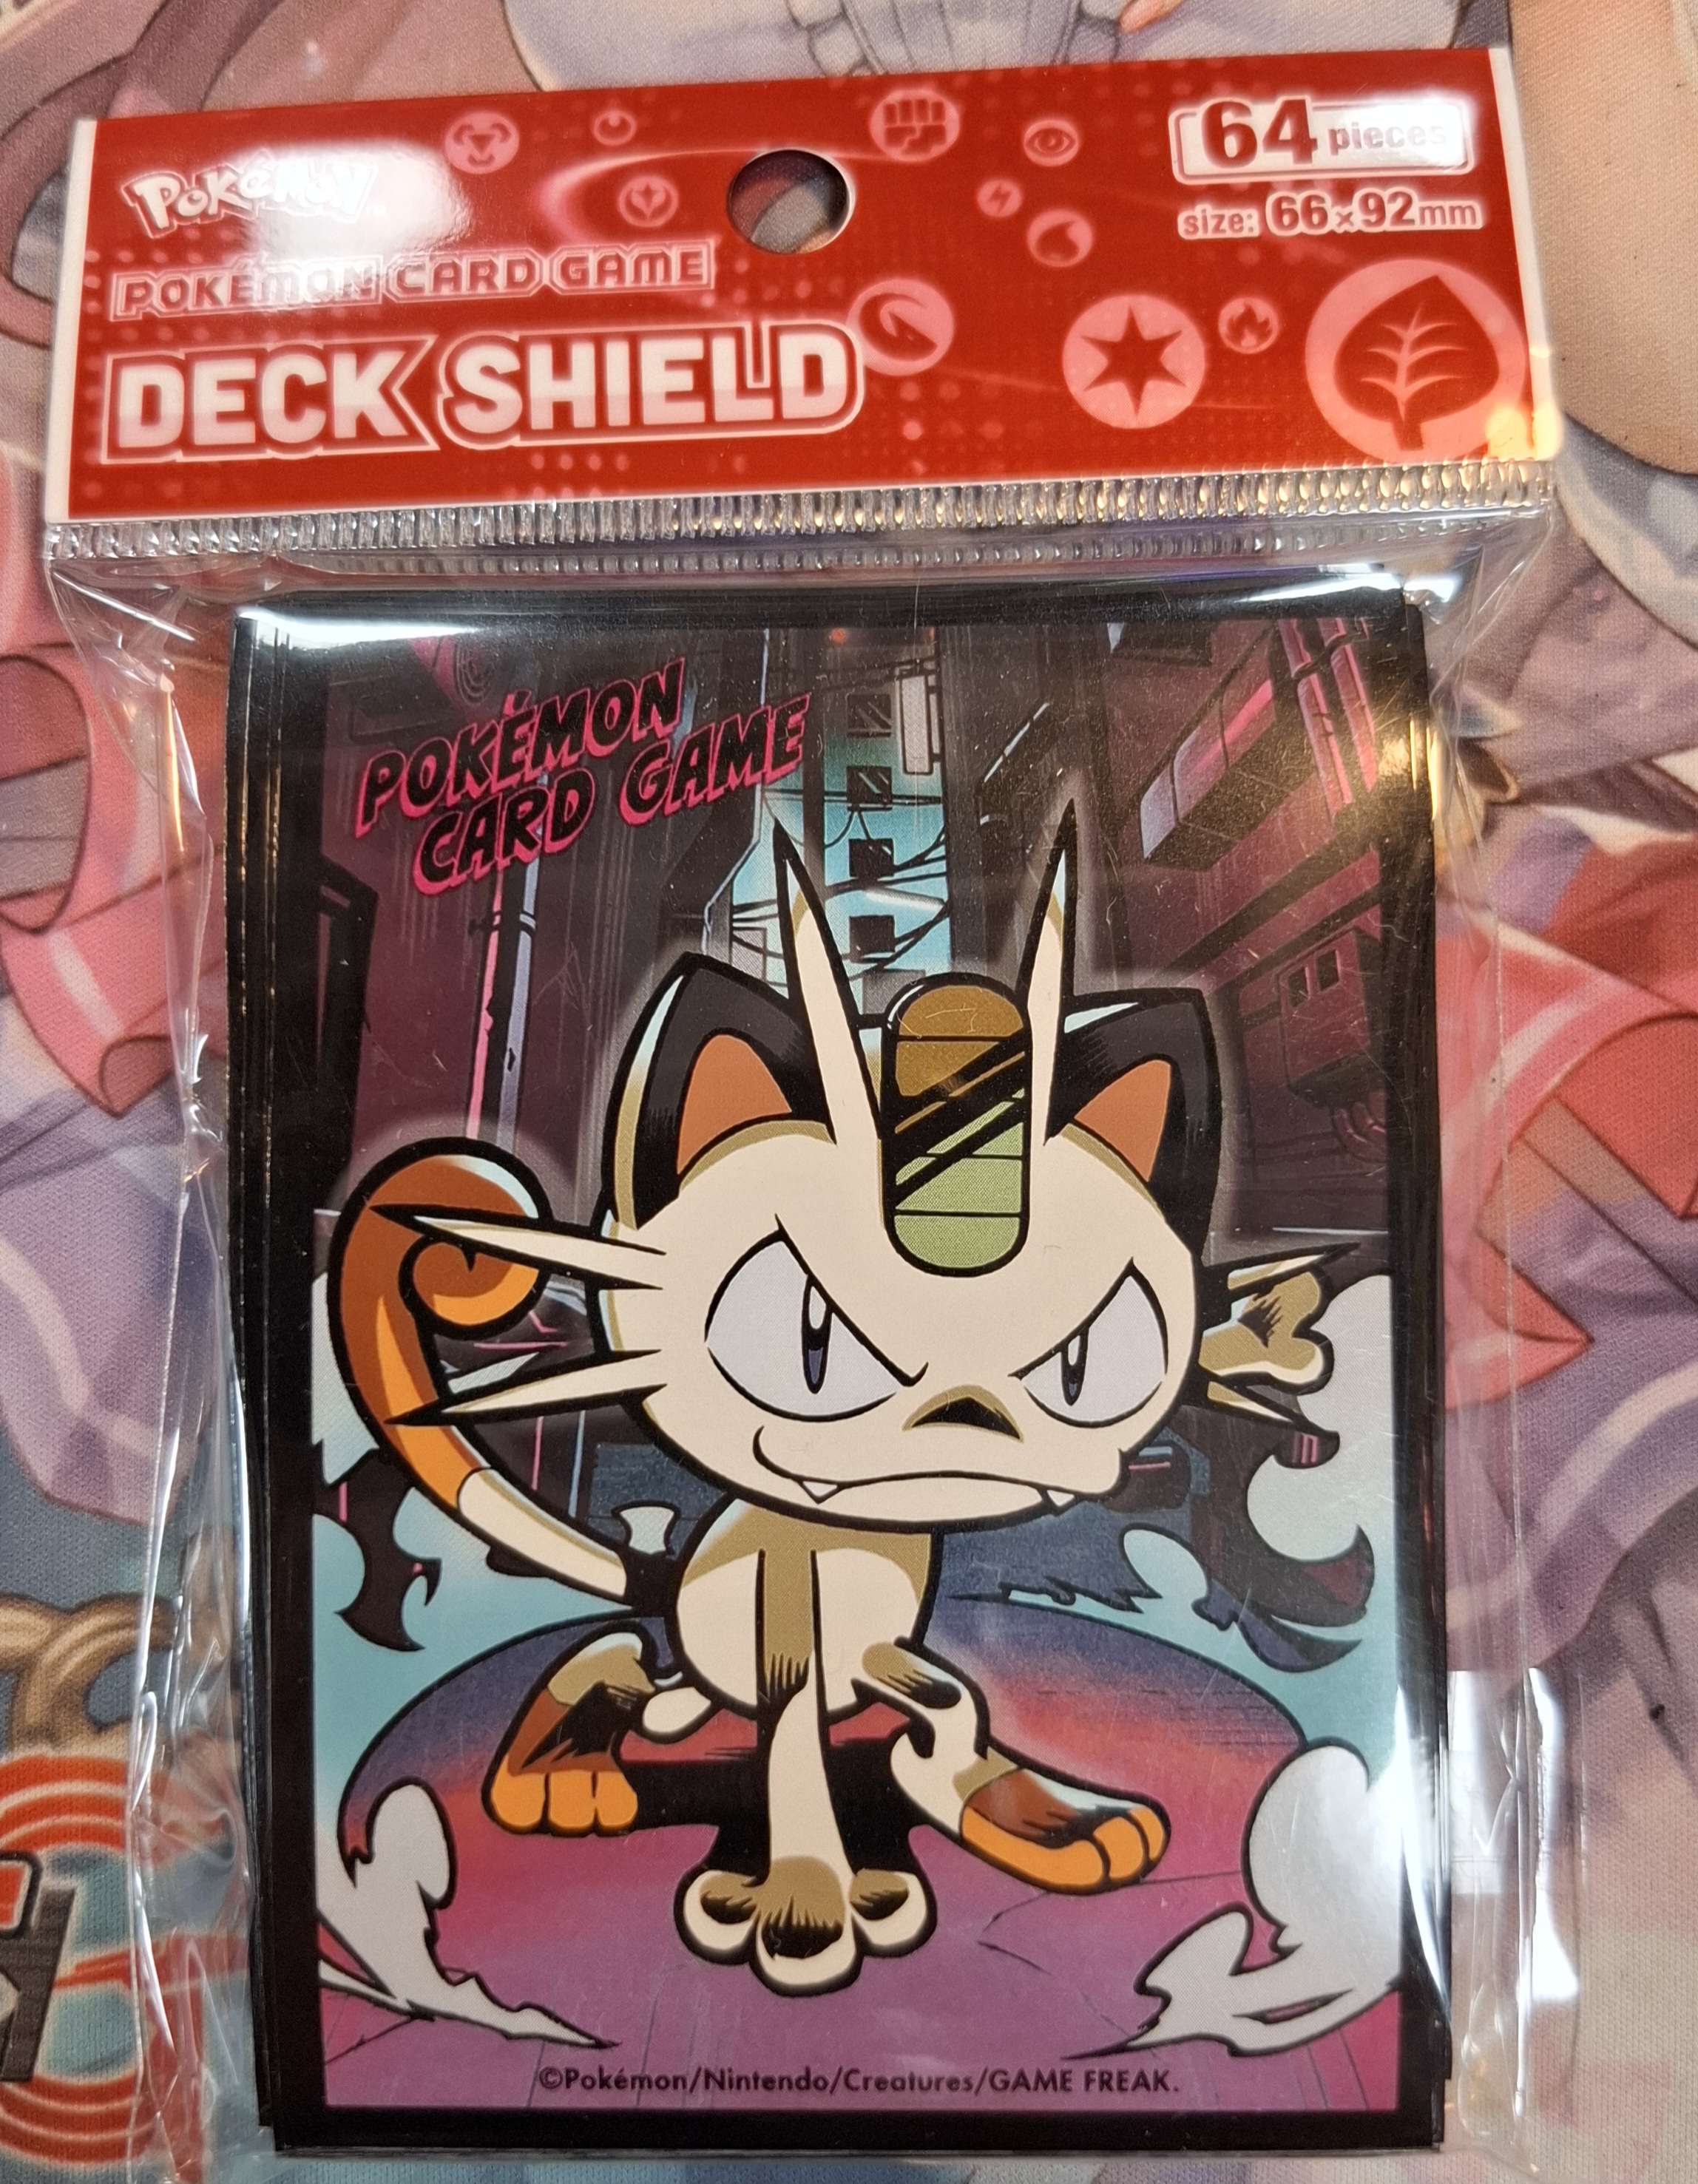 Pokémon
64 pieces
size: 66×92mm
POKÉMON CARD GAME
DECK SHIELD
POKÉMON
CARD GAME
©Pokémon/Nintendo/Creatures/GAME FREAK.